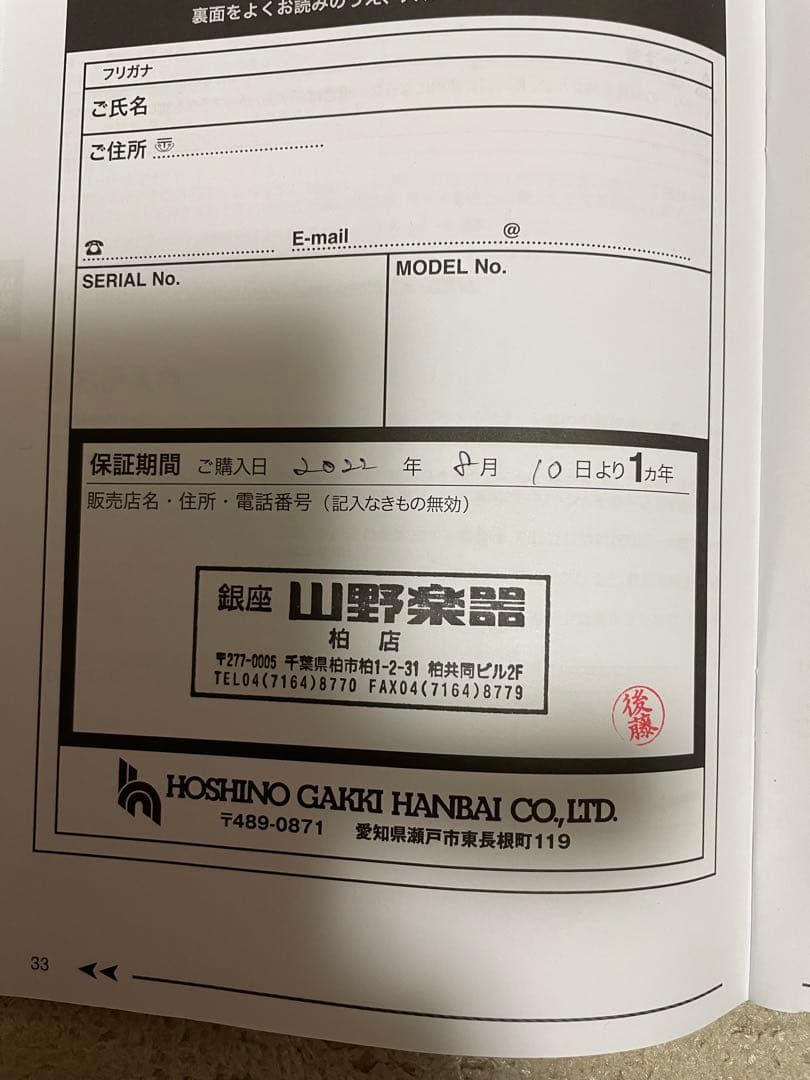 裏面をよくお読みのうえ、
フリガナ
ご氏名
ご住所 〒
☎ E-mail @
SERIAL No. MODEL No.
保証期間 ご購入日 2022 年 8月 10日より1ヵ年
販売店名・住所・電話番号(記入なきもの無効)
銀座 山野楽器
柏店
〒277-0005 千葉県柏市柏1-2-31 柏共同ビル2F
TEL04(7164)8770 FAX04(7164)8779
後藤
HOSHINO GAKKI HANBAI CO.,LTD.
〒489-0871 愛知県瀬戸市東長根町119
33